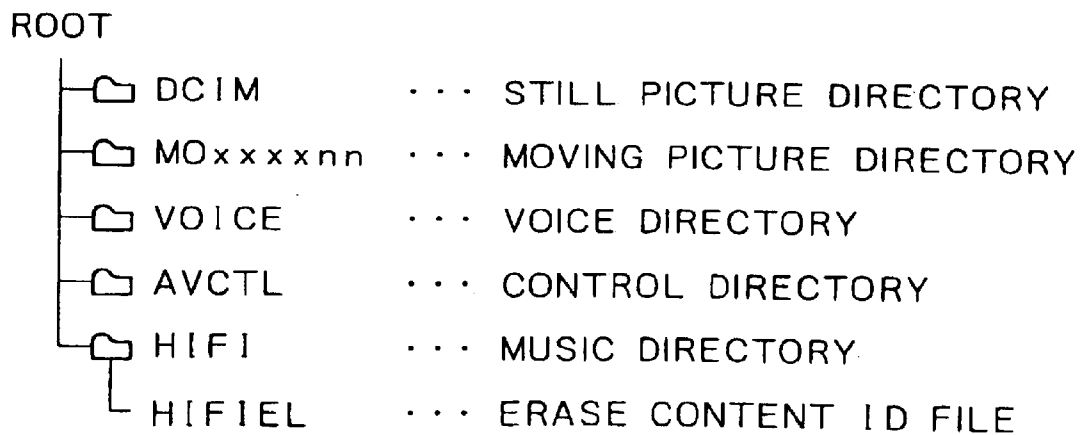 ROOT
DCIM ··· STILL PICTURE DIRECTORY
MOxxxxnn ··· MOVING PICTURE DIRECTORY
VOICE ··· VOICE DIRECTORY
AVCTL ··· CONTROL DIRECTORY
HIFI ··· MUSIC DIRECTORY
HIFIEL ··· ERASE CONTENT ID FILE